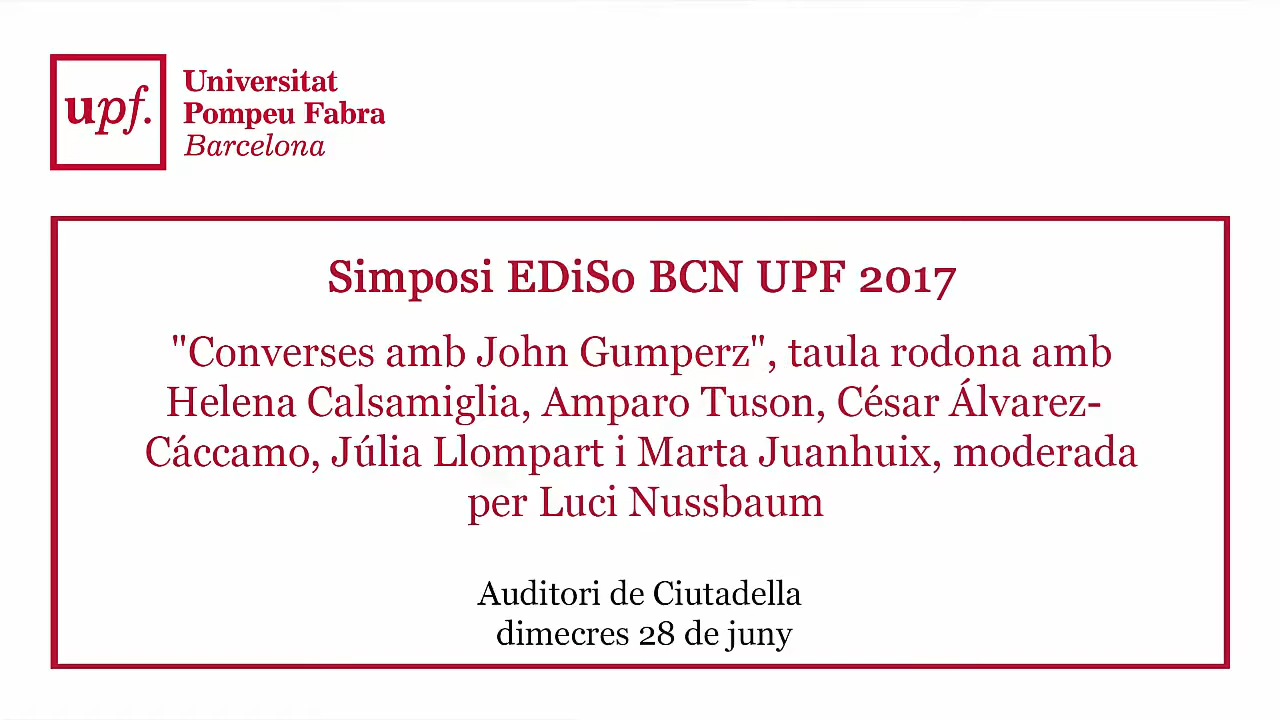 upf.
Universitat
Pompeu Fabra
Barcelona
Simposi EDiSo BCN UPF 2017
"Converses amb John Gumperz", taula rodona amb
Helena Calsamiglia, Amparo Tuson, César Álvarez-
Cáccamo, Júlia Llompart i Marta Juanhuix, moderada
per Luci Nussbaum
Auditori de Ciutadella
dimecres 28 de juny